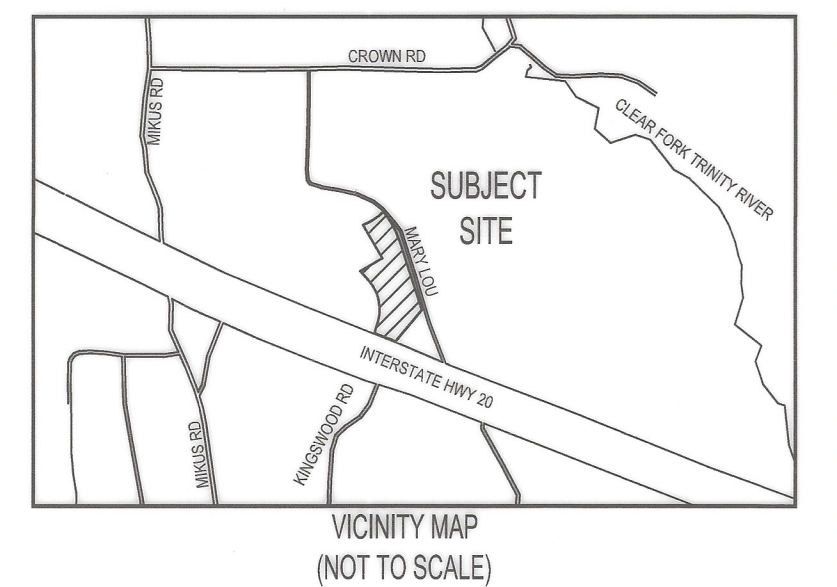 CROWN RD
MIKUS RD
CLEAR FORK TRINITY RIVER
SUBJECT
SITE
MARY LOU
INTERSTATE HWY 20
KINGSWOOD RD
MIKUS RD
VICINITY MAP
(NOT TO SCALE)